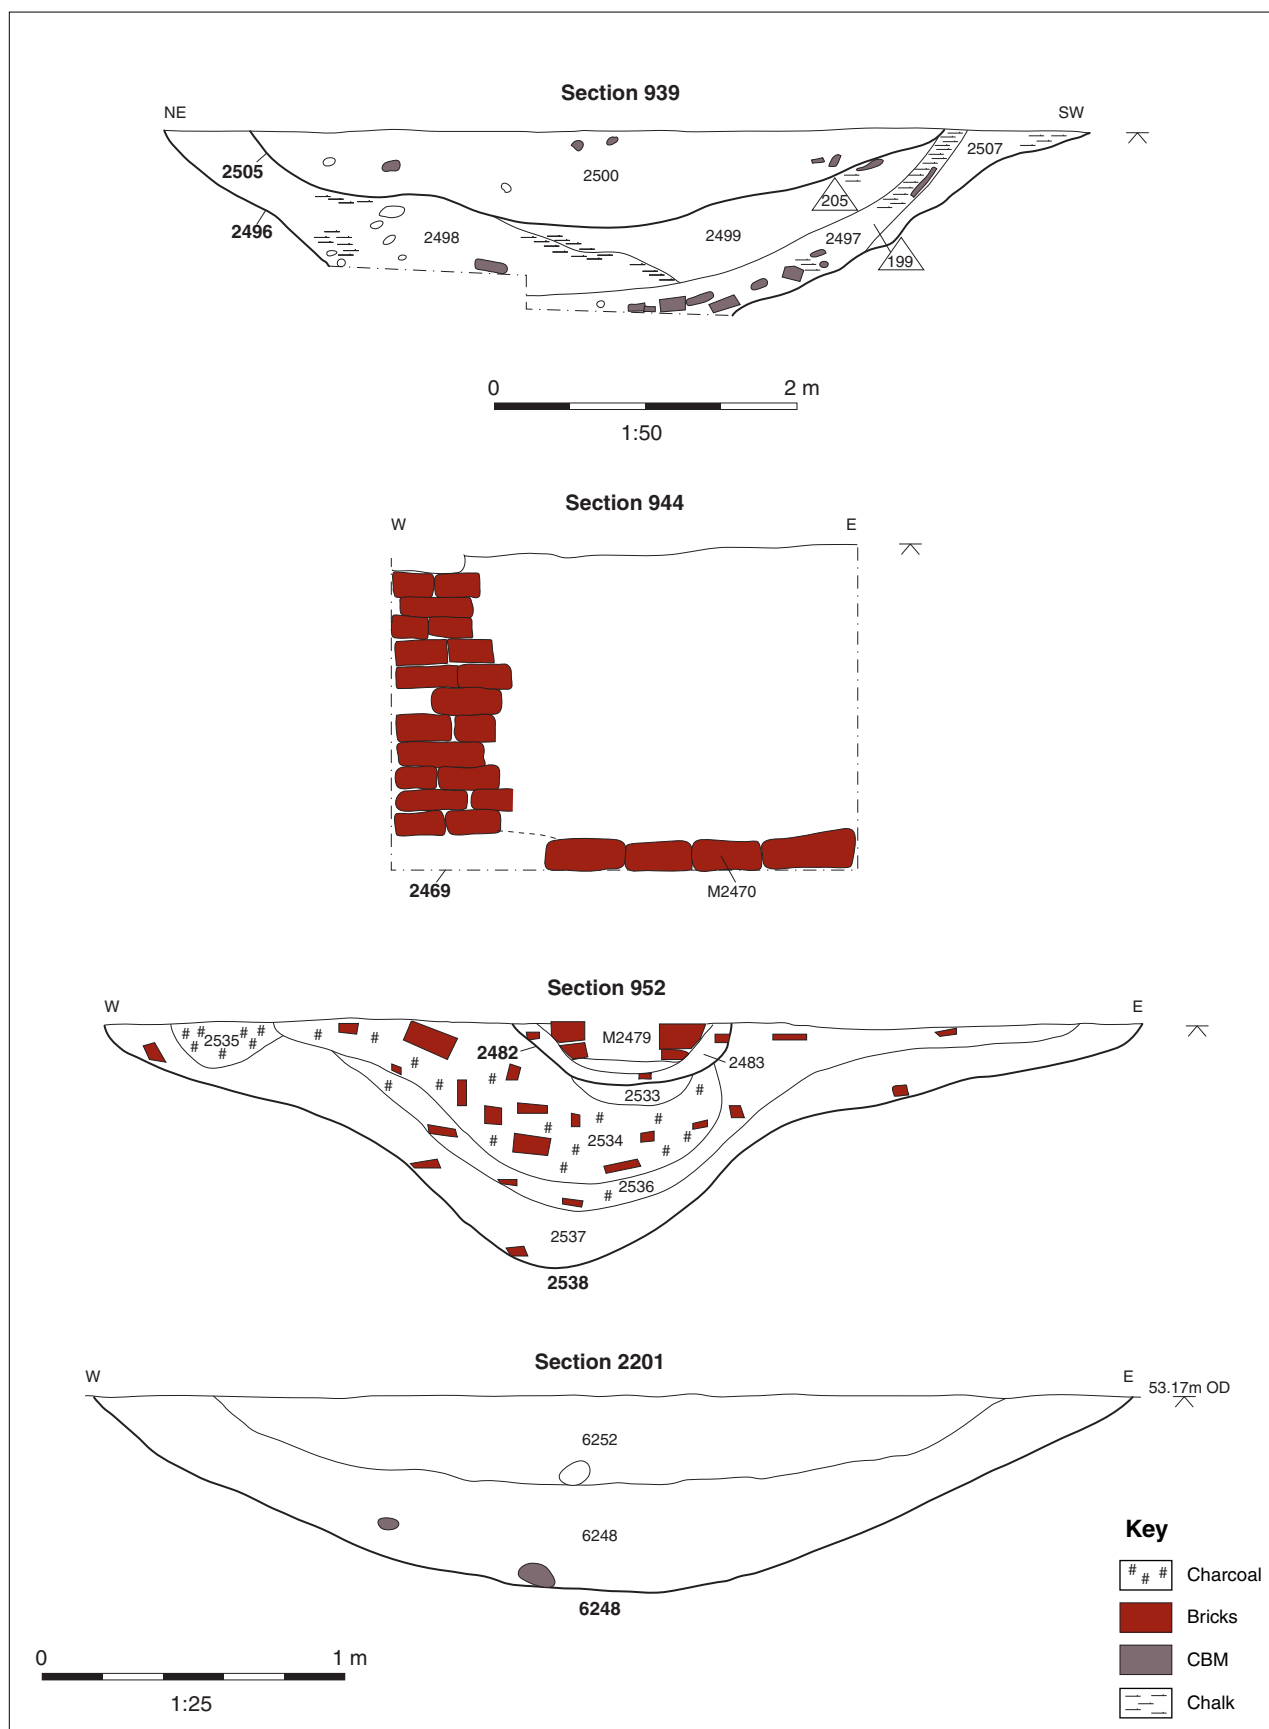 Section 939
NE
SW
2507
2505
2500
205
2496
2498
2499
2497
199
0
2 m
1:50
Section 944
W
E
2469
M2470
Section 952
W
E
2535
M2479
2482
2483
2533
2534
2536
2537
2538
Section 2201
W
E
53.17m OD
6252
6248
6248
Key
Charcoal
Bricks
CBM
Chalk
0
1 m
1:25